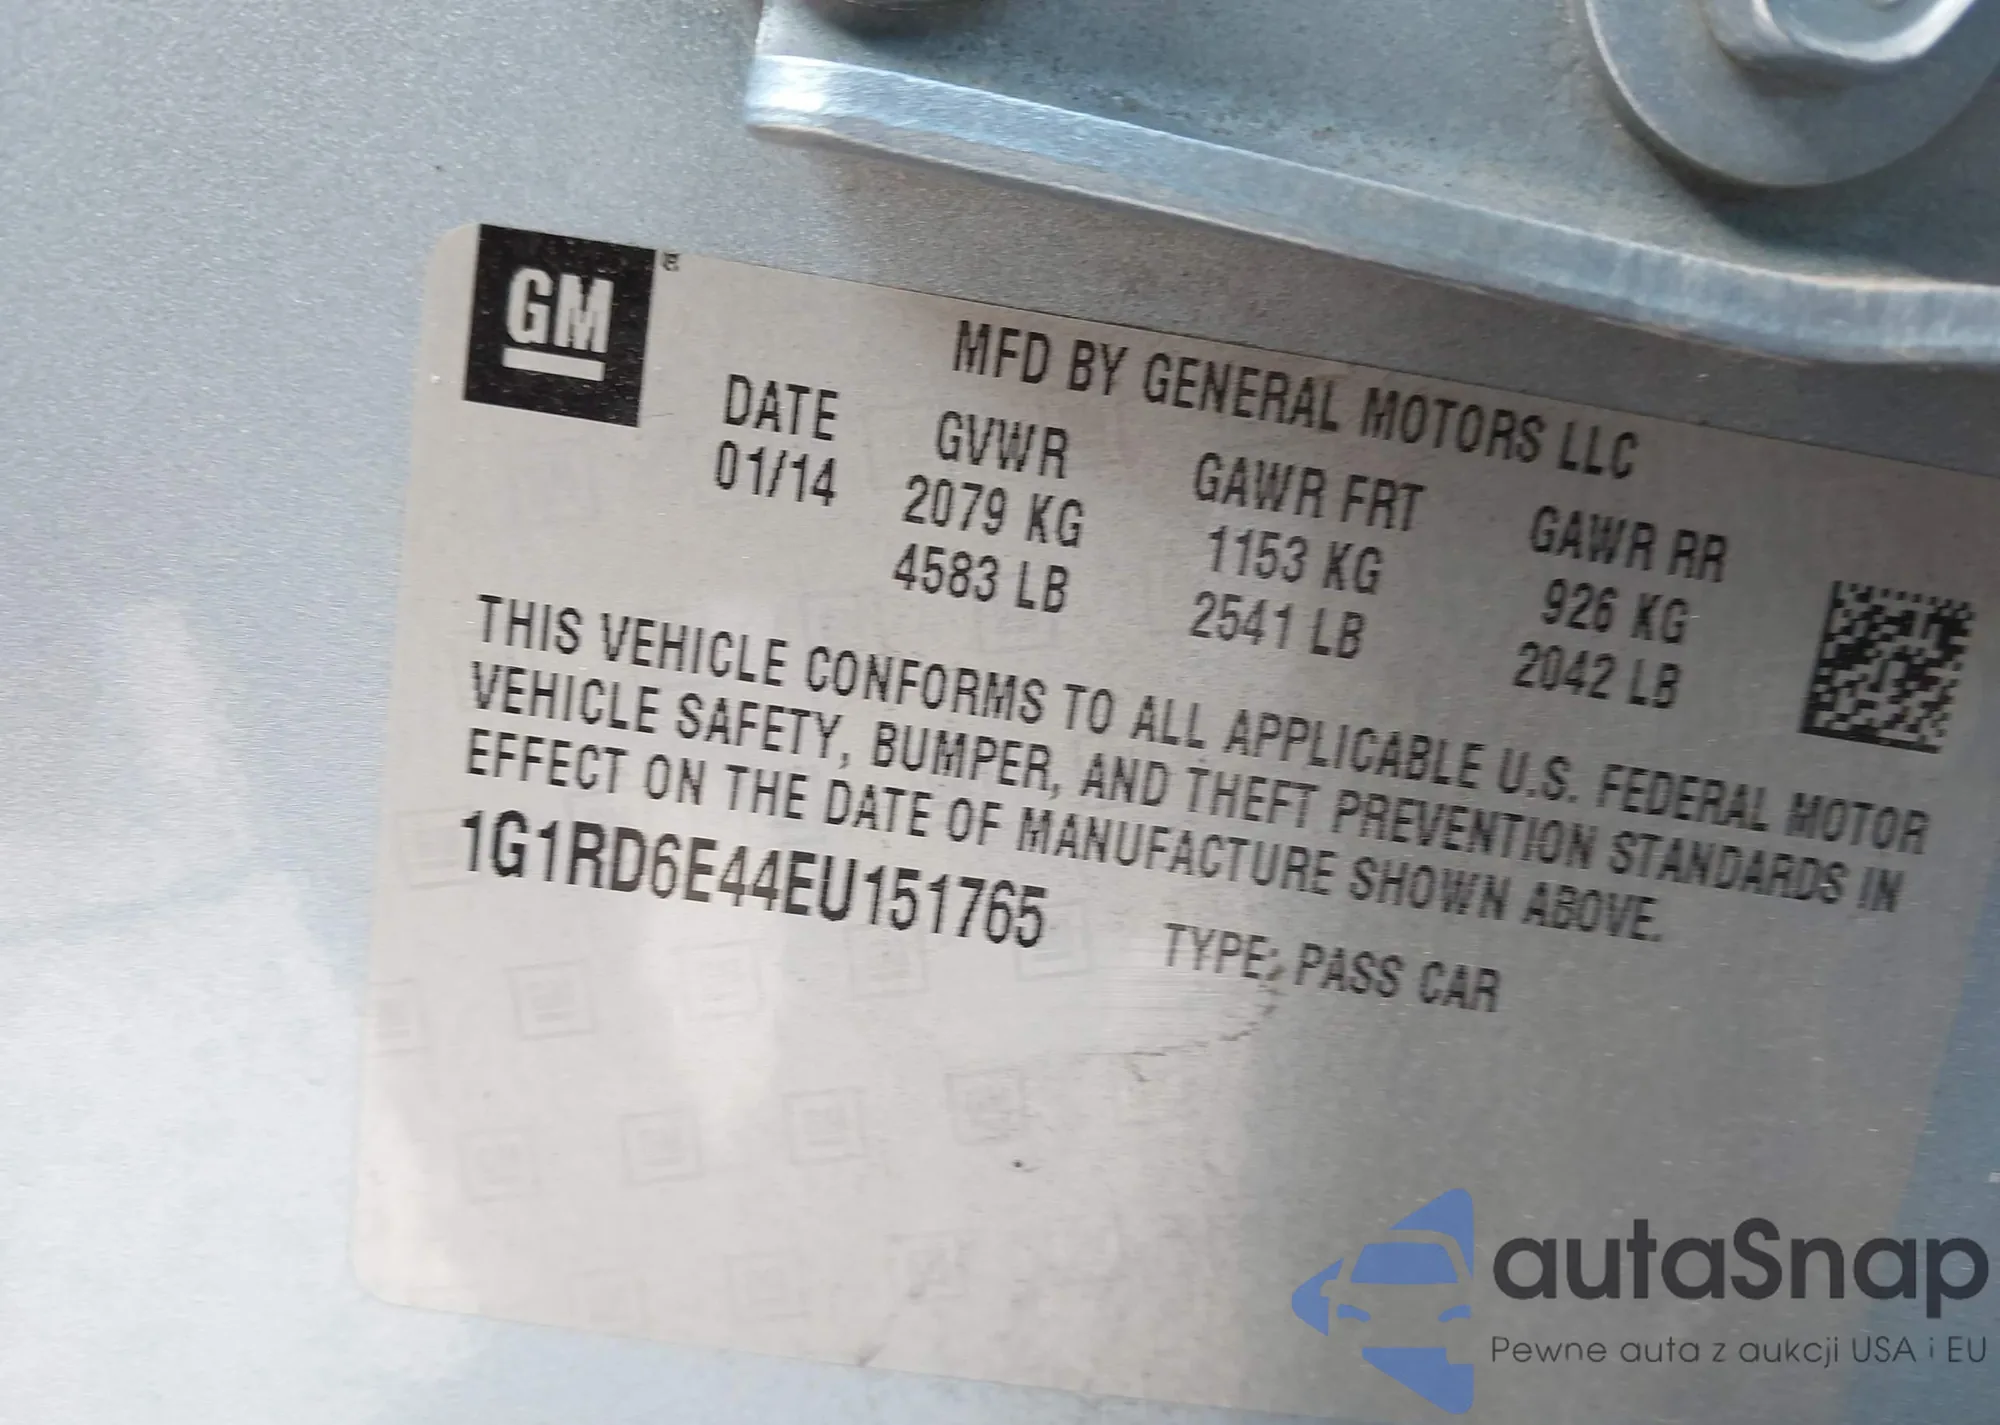 GM ®
MFD BY GENERAL MOTORS LLC
DATE GVWR GAWR FRT GAWR RR
01/14 2079 KG 1153 KG 926 KG
4583 LB 2541 LB 2042 LB
THIS VEHICLE CONFORMS TO ALL APPLICABLE U.S. FEDERAL MOTOR
VEHICLE SAFETY, BUMPER, AND THEFT PREVENTION STANDARDS IN
EFFECT ON THE DATE OF MANUFACTURE SHOWN ABOVE.
1G1RD6E44EU151765 TYPE: PASS CAR
autaSnap
Pewne auta z aukcji USA i EU